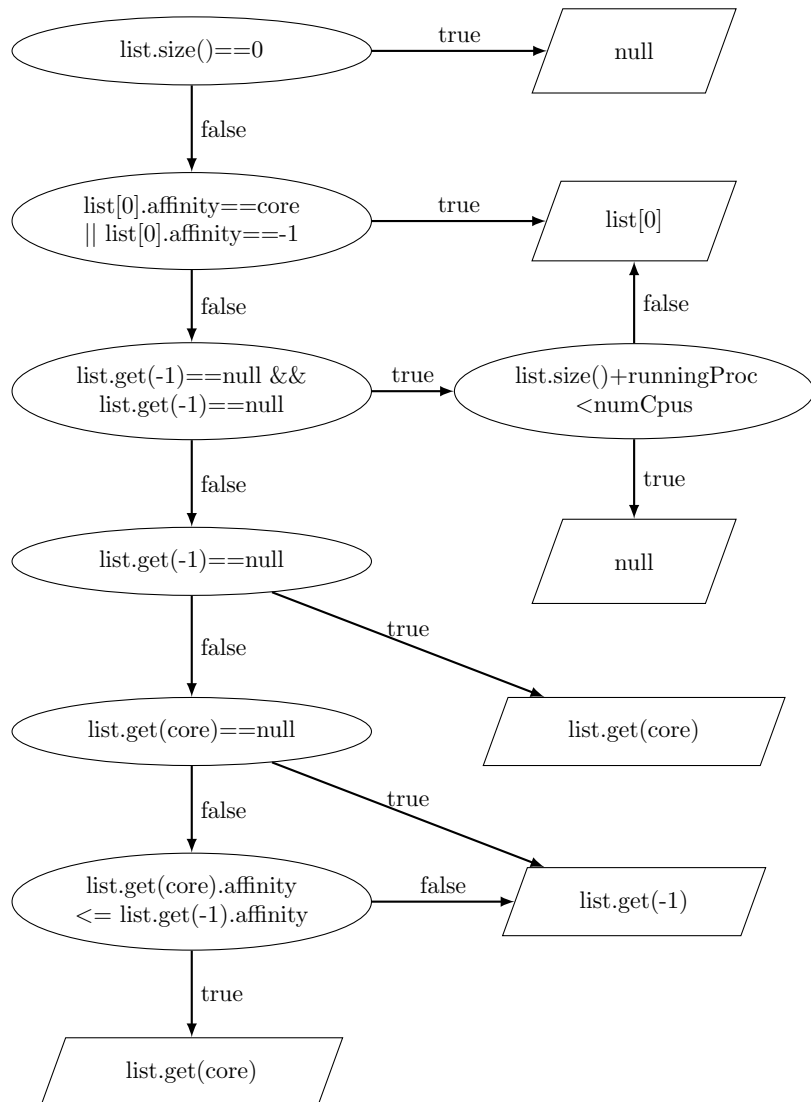 list.size()==0
true
null
false
list[0].affinity==core
|| list[0].affinity==-1
true
list[0]
false
false
list.get(-1)==null &&
list.get(-1)==null
true
list.size()+runningProc
<numCpus
false
true
list.get(-1)==null
null
true
false
list.get(core)==null
list.get(core)
true
false
list.get(core).affinity
<= list.get(-1).affinity
false
list.get(-1)
true
list.get(core)